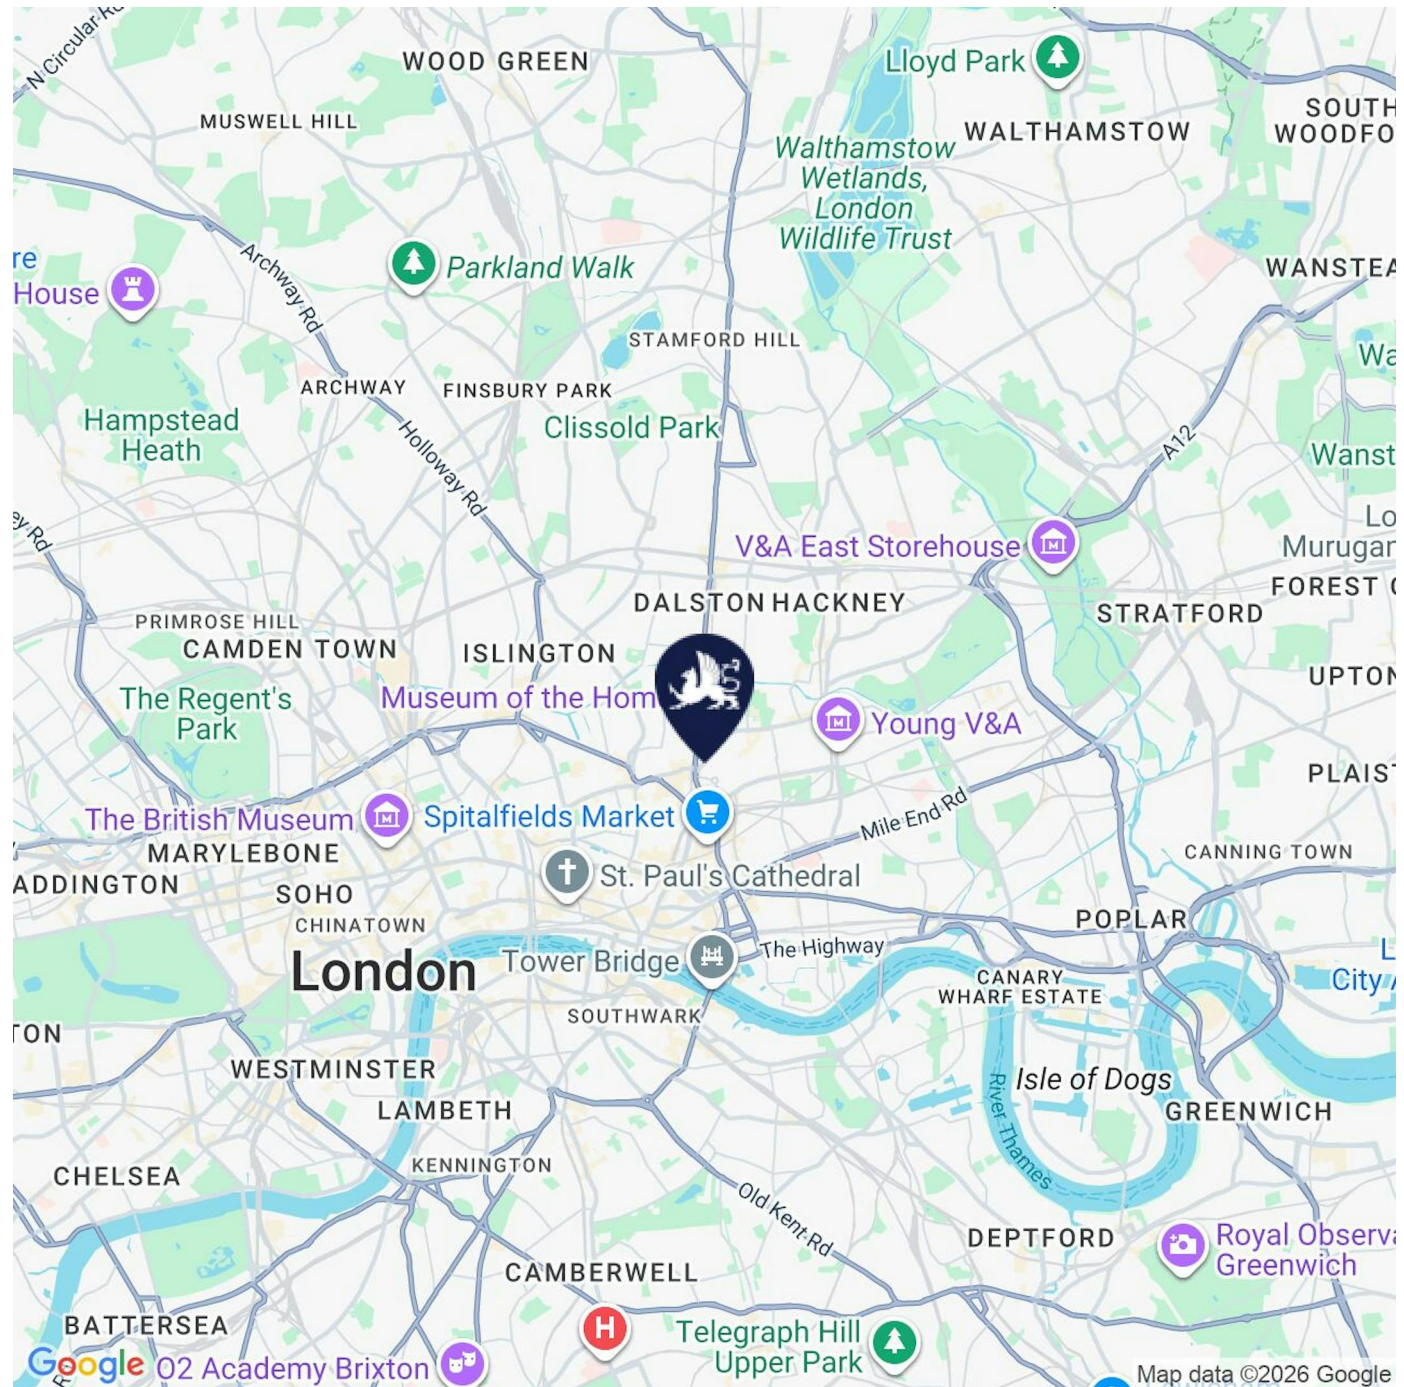 N Circular Rd
WOOD GREEN
Lloyd Park
MUSWELL HILL
SOUTH
WOODFO
WALTHAMSTOW
Walthamstow
Wetlands,
London
Wildlife Trust
re
House
Archway Rd
Parkland Walk
WANSTEA
STAMFORD HILL
Wa
ARCHWAY
FINSBURY PARK
Hampstead
Heath
Clissold Park
Holloway Rd
A12
Wanst
ey Rd
V&A East Storehouse
Lo
Murugan
FOREST
DALSTON
HACKNEY
STRATFORD
PRIMROSE HILL
CAMDEN TOWN
ISLINGTON
UPTON
The Regent's
Park
Museum of the Hom
Young V&A
PLAIST
The British Museum
Spitalfields Market
Mile End Rd
MARYLEBONE
CANNING TOWN
ADDINGTON
SOHO
St. Paul's Cathedral
CHINATOWN
POPLAR
London
Tower Bridge
The Highway
CANARY
WHARF ESTATE
L
City A
SOUTHWARK
TON
WESTMINSTER
Isle of Dogs
River Thames
LAMBETH
GREENWICH
CHELSEA
KENNINGTON
Old Kent Rd
DEPTFORD
Royal Observa
Greenwich
CAMBERWELL
BATTERSEA
H
Telegraph Hill
Upper Park
Google
O2 Academy Brixton
Map data ©2026 Google